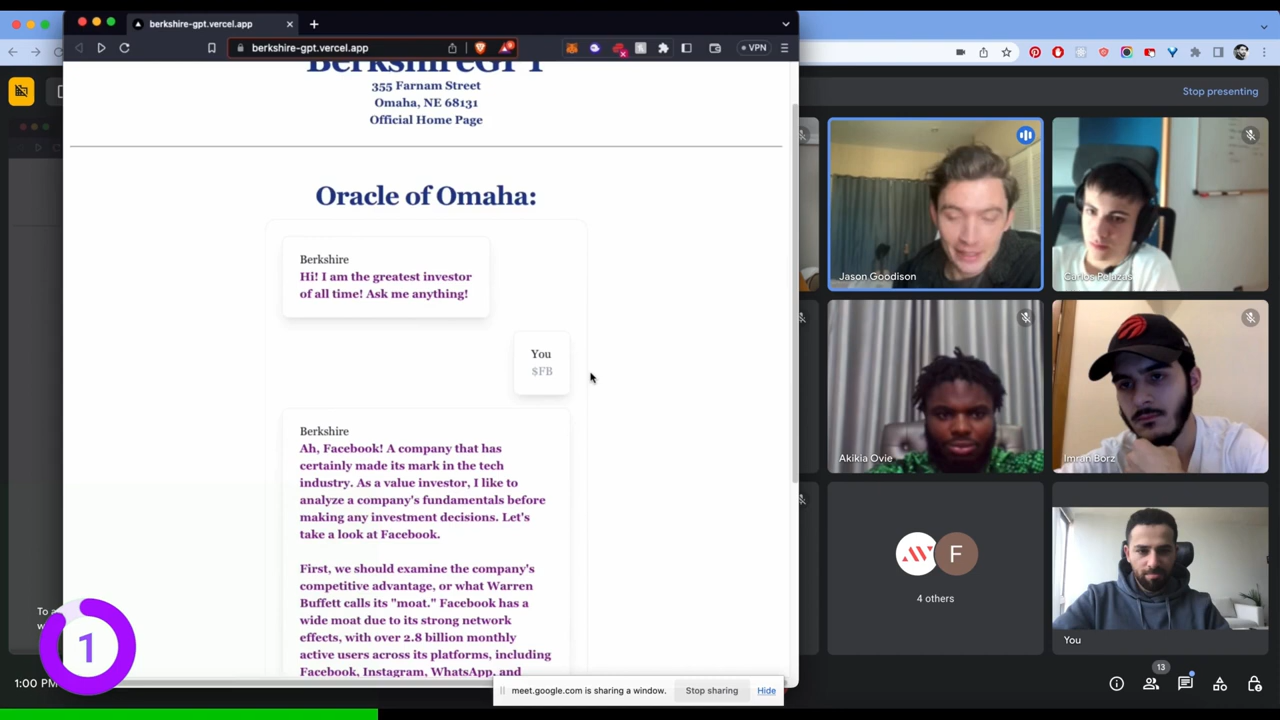 berkshire-gpt.vercel.app
berkshire-gpt.vercel.app
VPN
BerkshireGPT
355 Farnam Street
Omaha, NE 68131
Official Home Page
Oracle of Omaha:
Berkshire
Hi! I am the greatest investor
of all time! Ask me anything!
You
$FB
Berkshire
Ah, Facebook! A company that has
certainly made its mark in the tech
industry. As a value investor, I like to
analyze a company's fundamentals before
making any investment decisions. Let's
take a look at Facebook.
First, we should examine the company's
competitive advantage, or what Warren
Buffett calls its "moat." Facebook has a
wide moat due to its strong network
effects, with over 2.8 billion monthly
active users across its platforms, including
Facebook, Instagram, WhatsApp, and
Stop presenting
Jason Goodison
Carlos Pelazas
Akikia Ovie
Imran Borz
F
4 others
You
To a
w
1
1:00 PM
meet.google.com is sharing a window.
Stop sharing
Hide
13